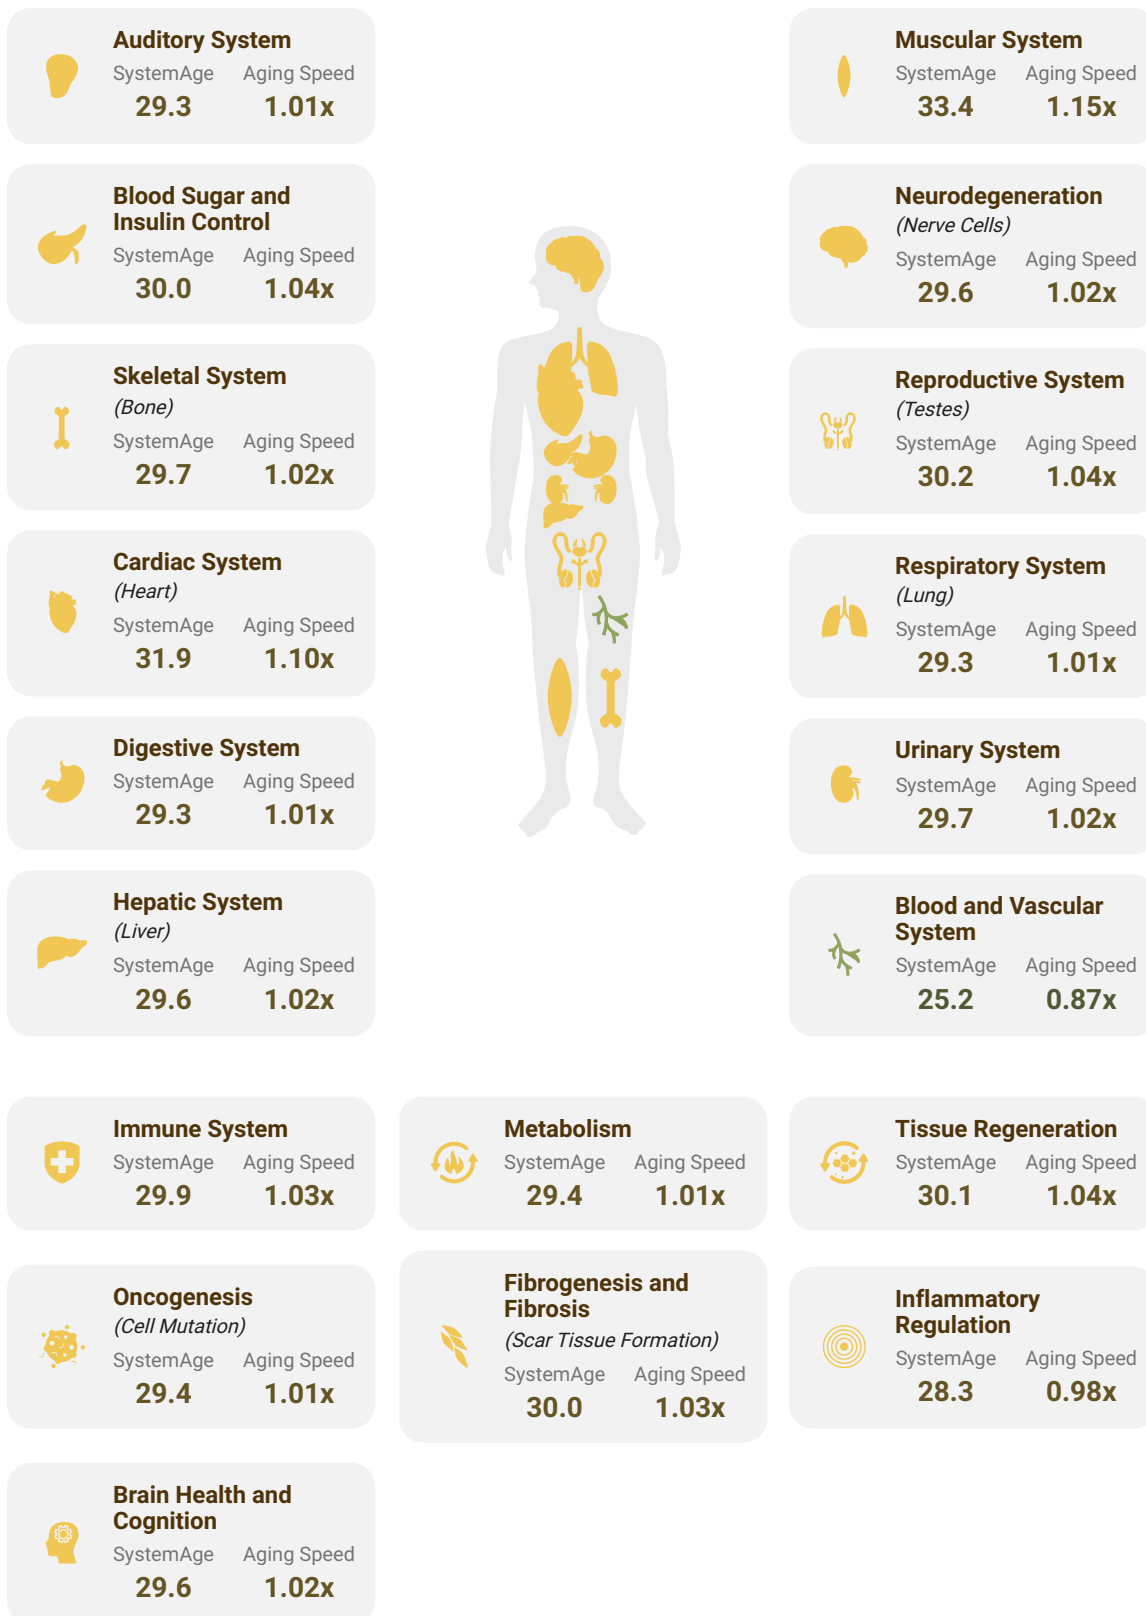 Auditory System
SystemAge Aging Speed
29.3 1.01x
Blood Sugar and
Insulin Control
SystemAge Aging Speed
30.0 1.04x
Skeletal System
(Bone)
SystemAge Aging Speed
29.7 1.02x
Cardiac System
(Heart)
SystemAge Aging Speed
31.9 1.10x
Digestive System
SystemAge Aging Speed
29.3 1.01x
Hepatic System
(Liver)
SystemAge Aging Speed
29.6 1.02x
Muscular System
SystemAge Aging Speed
33.4 1.15x
Neurodegeneration
(Nerve Cells)
SystemAge Aging Speed
29.6 1.02x
Reproductive System
(Testes)
SystemAge Aging Speed
30.2 1.04x
Respiratory System
(Lung)
SystemAge Aging Speed
29.3 1.01x
Urinary System
SystemAge Aging Speed
29.7 1.02x
Blood and Vascular
System
SystemAge Aging Speed
25.2 0.87x
Immune System
SystemAge Aging Speed
29.9 1.03x
Metabolism
SystemAge Aging Speed
29.4 1.01x
Tissue Regeneration
SystemAge Aging Speed
30.1 1.04x
Oncogenesis
(Cell Mutation)
SystemAge Aging Speed
29.4 1.01x
Fibrogenesis and
Fibrosis
(Scar Tissue Formation)
SystemAge Aging Speed
30.0 1.03x
Inflammatory
Regulation
SystemAge Aging Speed
28.3 0.98x
Brain Health and
Cognition
SystemAge Aging Speed
29.6 1.02x